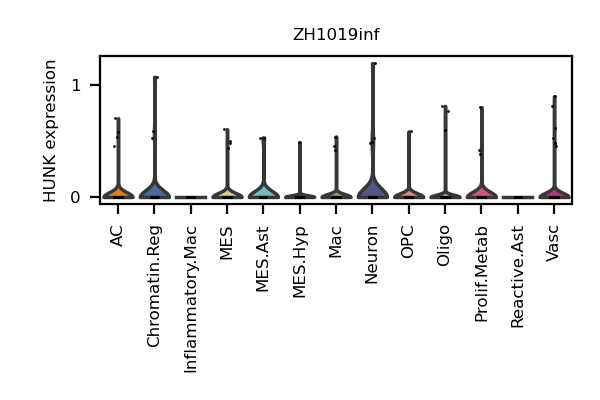 ZH1019inf
HUNK expression
1
0
AC
Chromatin.Reg
Inflammatory.Mac
MES
MES.Ast
MES.Hyp
Mac
Neuron
OPC
Oligo
Prolif.Metab
Reactive.Ast
Vasc